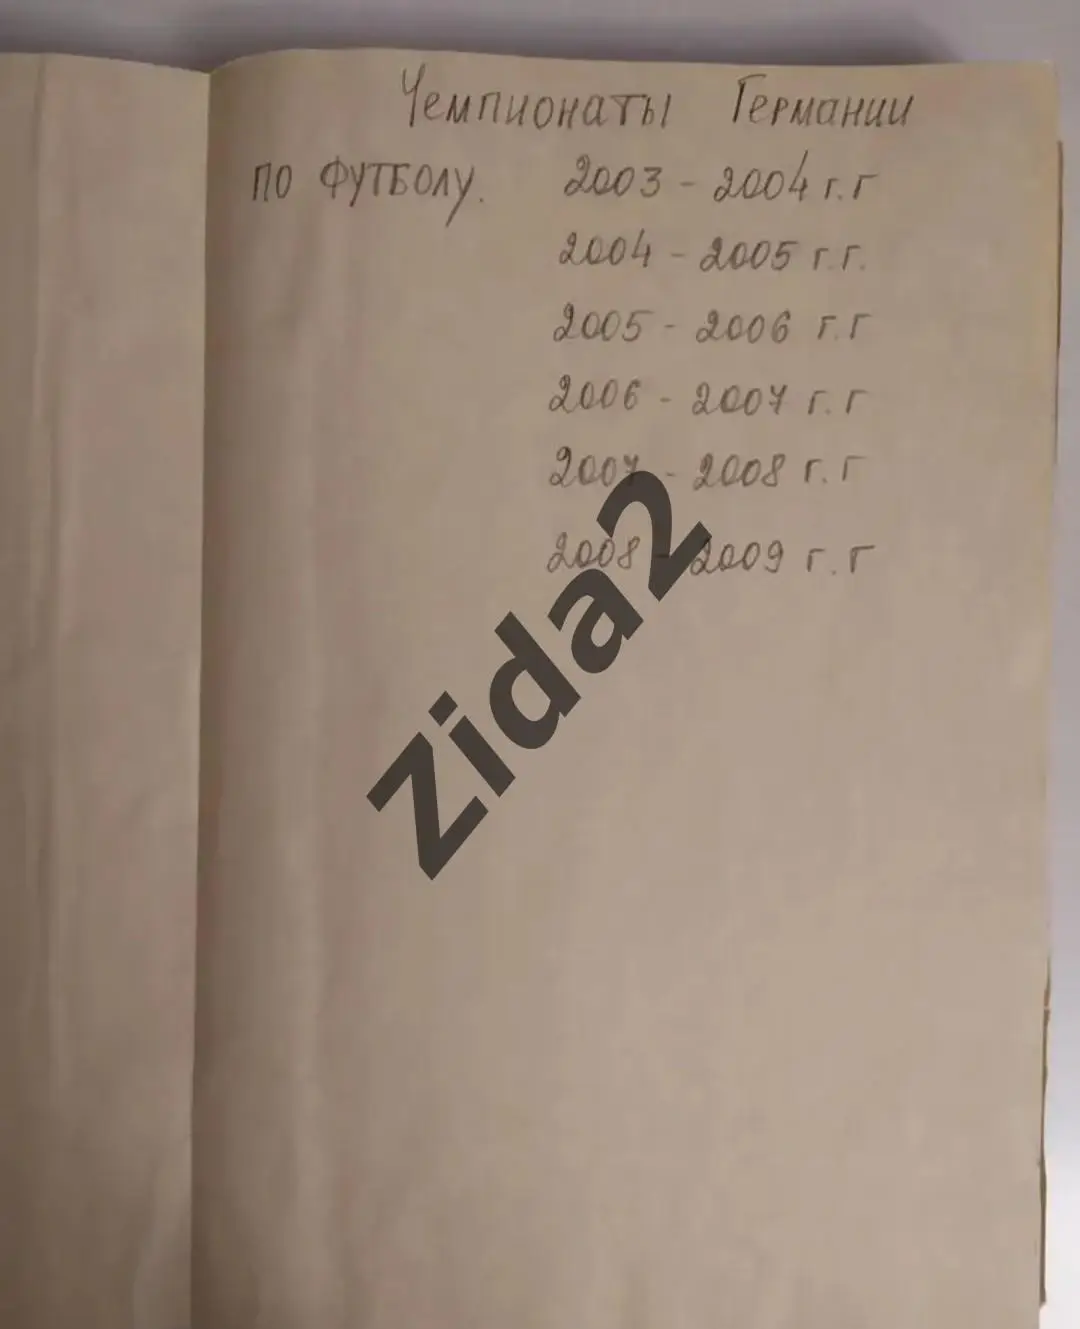 Чемпионаты Германии
по футболу. 2003 - 2004 г.г
2004 - 2005 г.г.
2005 - 2006 г.г
2006 - 2007 г.г
2007 - 2008 г.г
2008 - 2009 г.г
Zida2